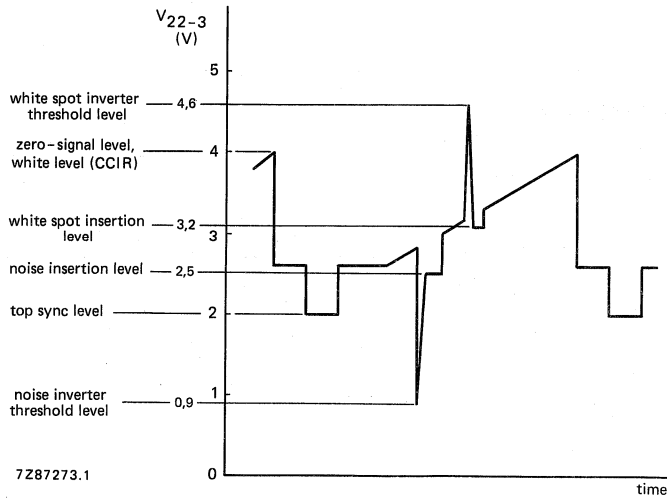 V22-3
(V)
5
white spot inverter
threshold level
4,6
zero-signal level,
white level (CCIR)
4
white spot insertion
level
3,2
3
noise insertion level
2,5
top sync level
2
1
noise inverter
threshold level
0,9
7Z87273.1
0
time